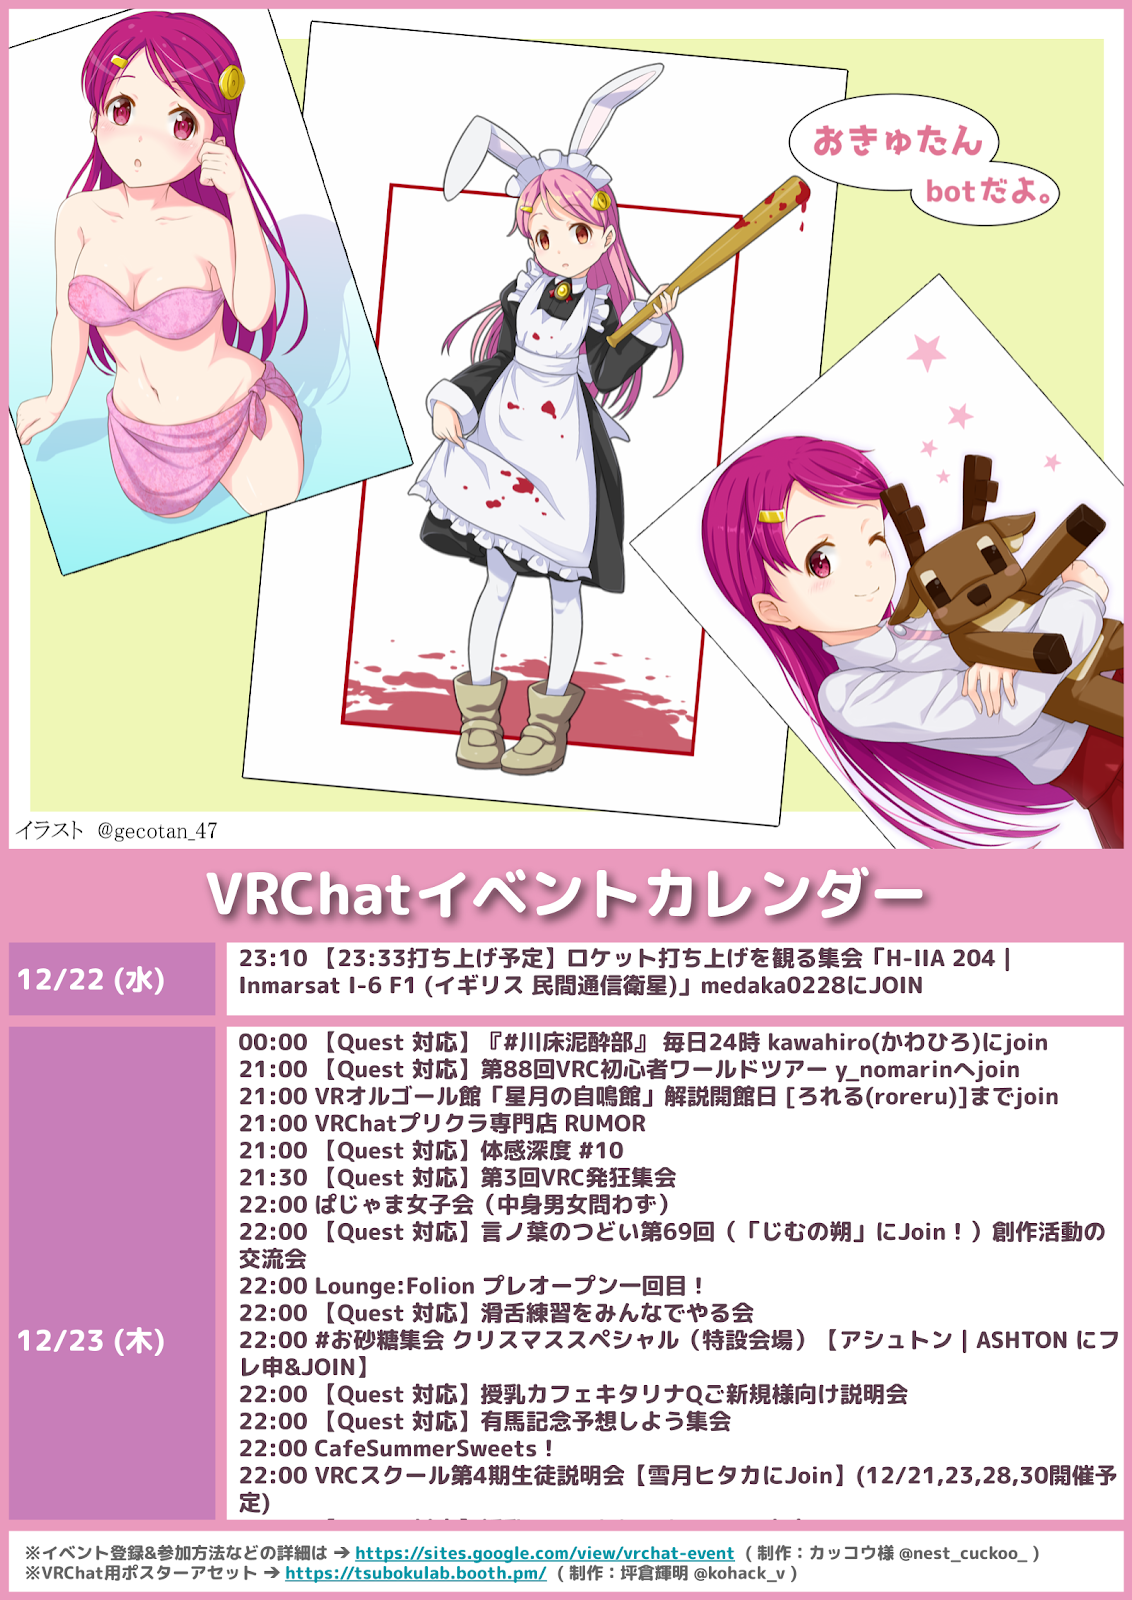 おきゅたん
botだよ。
イラスト @gecotan_47
VRChatイベントカレンダー
12/22 (水)
23:10 【23:33打ち上げ予定】ロケット打ち上げを観る集会「H-IIA 204 |
Inmarsat I-6 F1 (イギリス 民間通信衛星)」medaka0228にJOIN
12/23 (木)
00:00 【Quest 対応】『#川床泥酔部』 毎日24時 kawahiro(かわひろ)にjoin
21:00 【Quest 対応】第88回VRC初心者ワールドツアー y_nomarinへjoin
21:00 VRオルゴール館「星月の自鳴館」解説開館日 [ろれる(roreru)]までjoin
21:00 VRChatプリクラ専門店 RUMOR
21:00 【Quest 対応】体感深度 #10
21:30 【Quest 対応】第3回VRC発狂集会
22:00 ぱじゃま女子会（中身男女問わず）
22:00 【Quest 対応】言ノ葉のつどい第69回（「じむの朔」にJoin！）創作活動の
交流会
22:00 Lounge:Folion プレオープン一回目！
22:00 【Quest 対応】滑舌練習をみんなでやる会
22:00 #お砂糖集会 クリスマススペシャル（特設会場）【アシュトン | ASHTON にフ
レ申&JOIN】
22:00 【Quest 対応】授乳カフェキタリナQご新規様向け説明会
22:00 【Quest 対応】有馬記念予想しよう集会
22:00 CafeSummerSweets！
22:00 VRCスクール第4期生徒説明会【雪月ヒタカにJoin】(12/21,23,28,30開催予
定)
※イベント登録&参加方法などの詳細は ➔ https://sites.google.com/view/vrchat-event （制作：カッコウ様 @nest_cuckoo_ ）
※VRChat用ポスターアセット ➔ https://tsubokulab.booth.pm/ （制作：坪倉輝明 @kohack_v ）